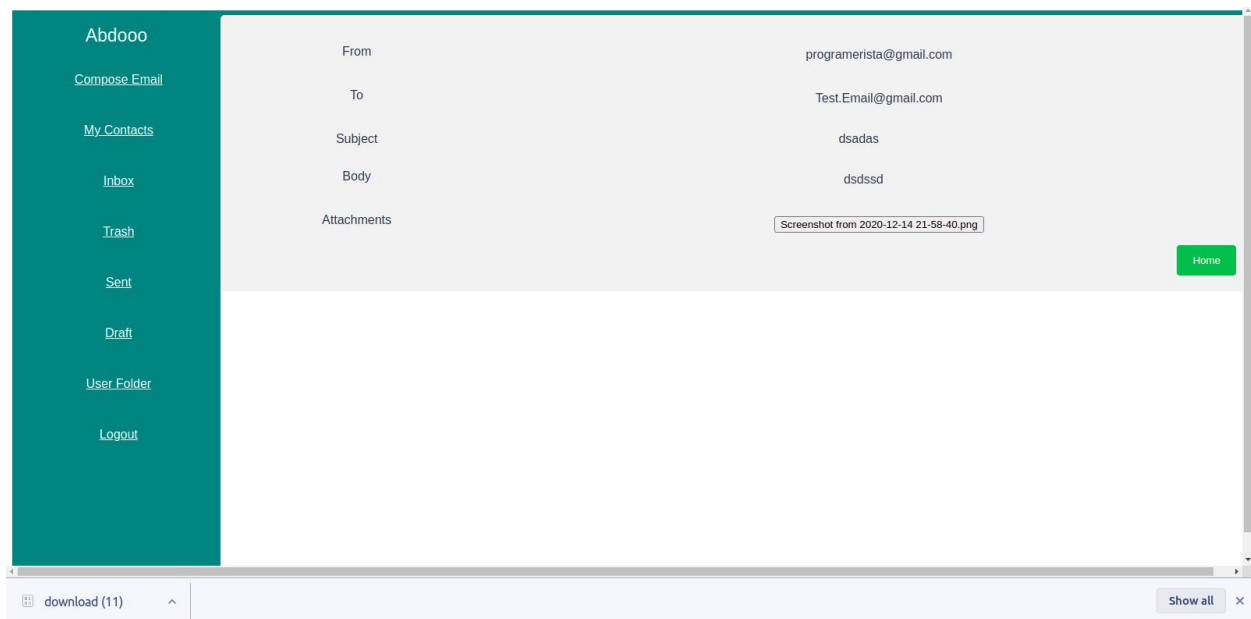 Abdooo
Compose Email
My Contacts
Inbox
Trash
Sent
Draft
User Folder
Logout
From programerista@gmail.com
To Test.Email@gmail.com
Subject dsadas
Body dsdssd
Attachments Screenshot from 2020-12-14 21-58-40.png
Home
download (11)
Show all